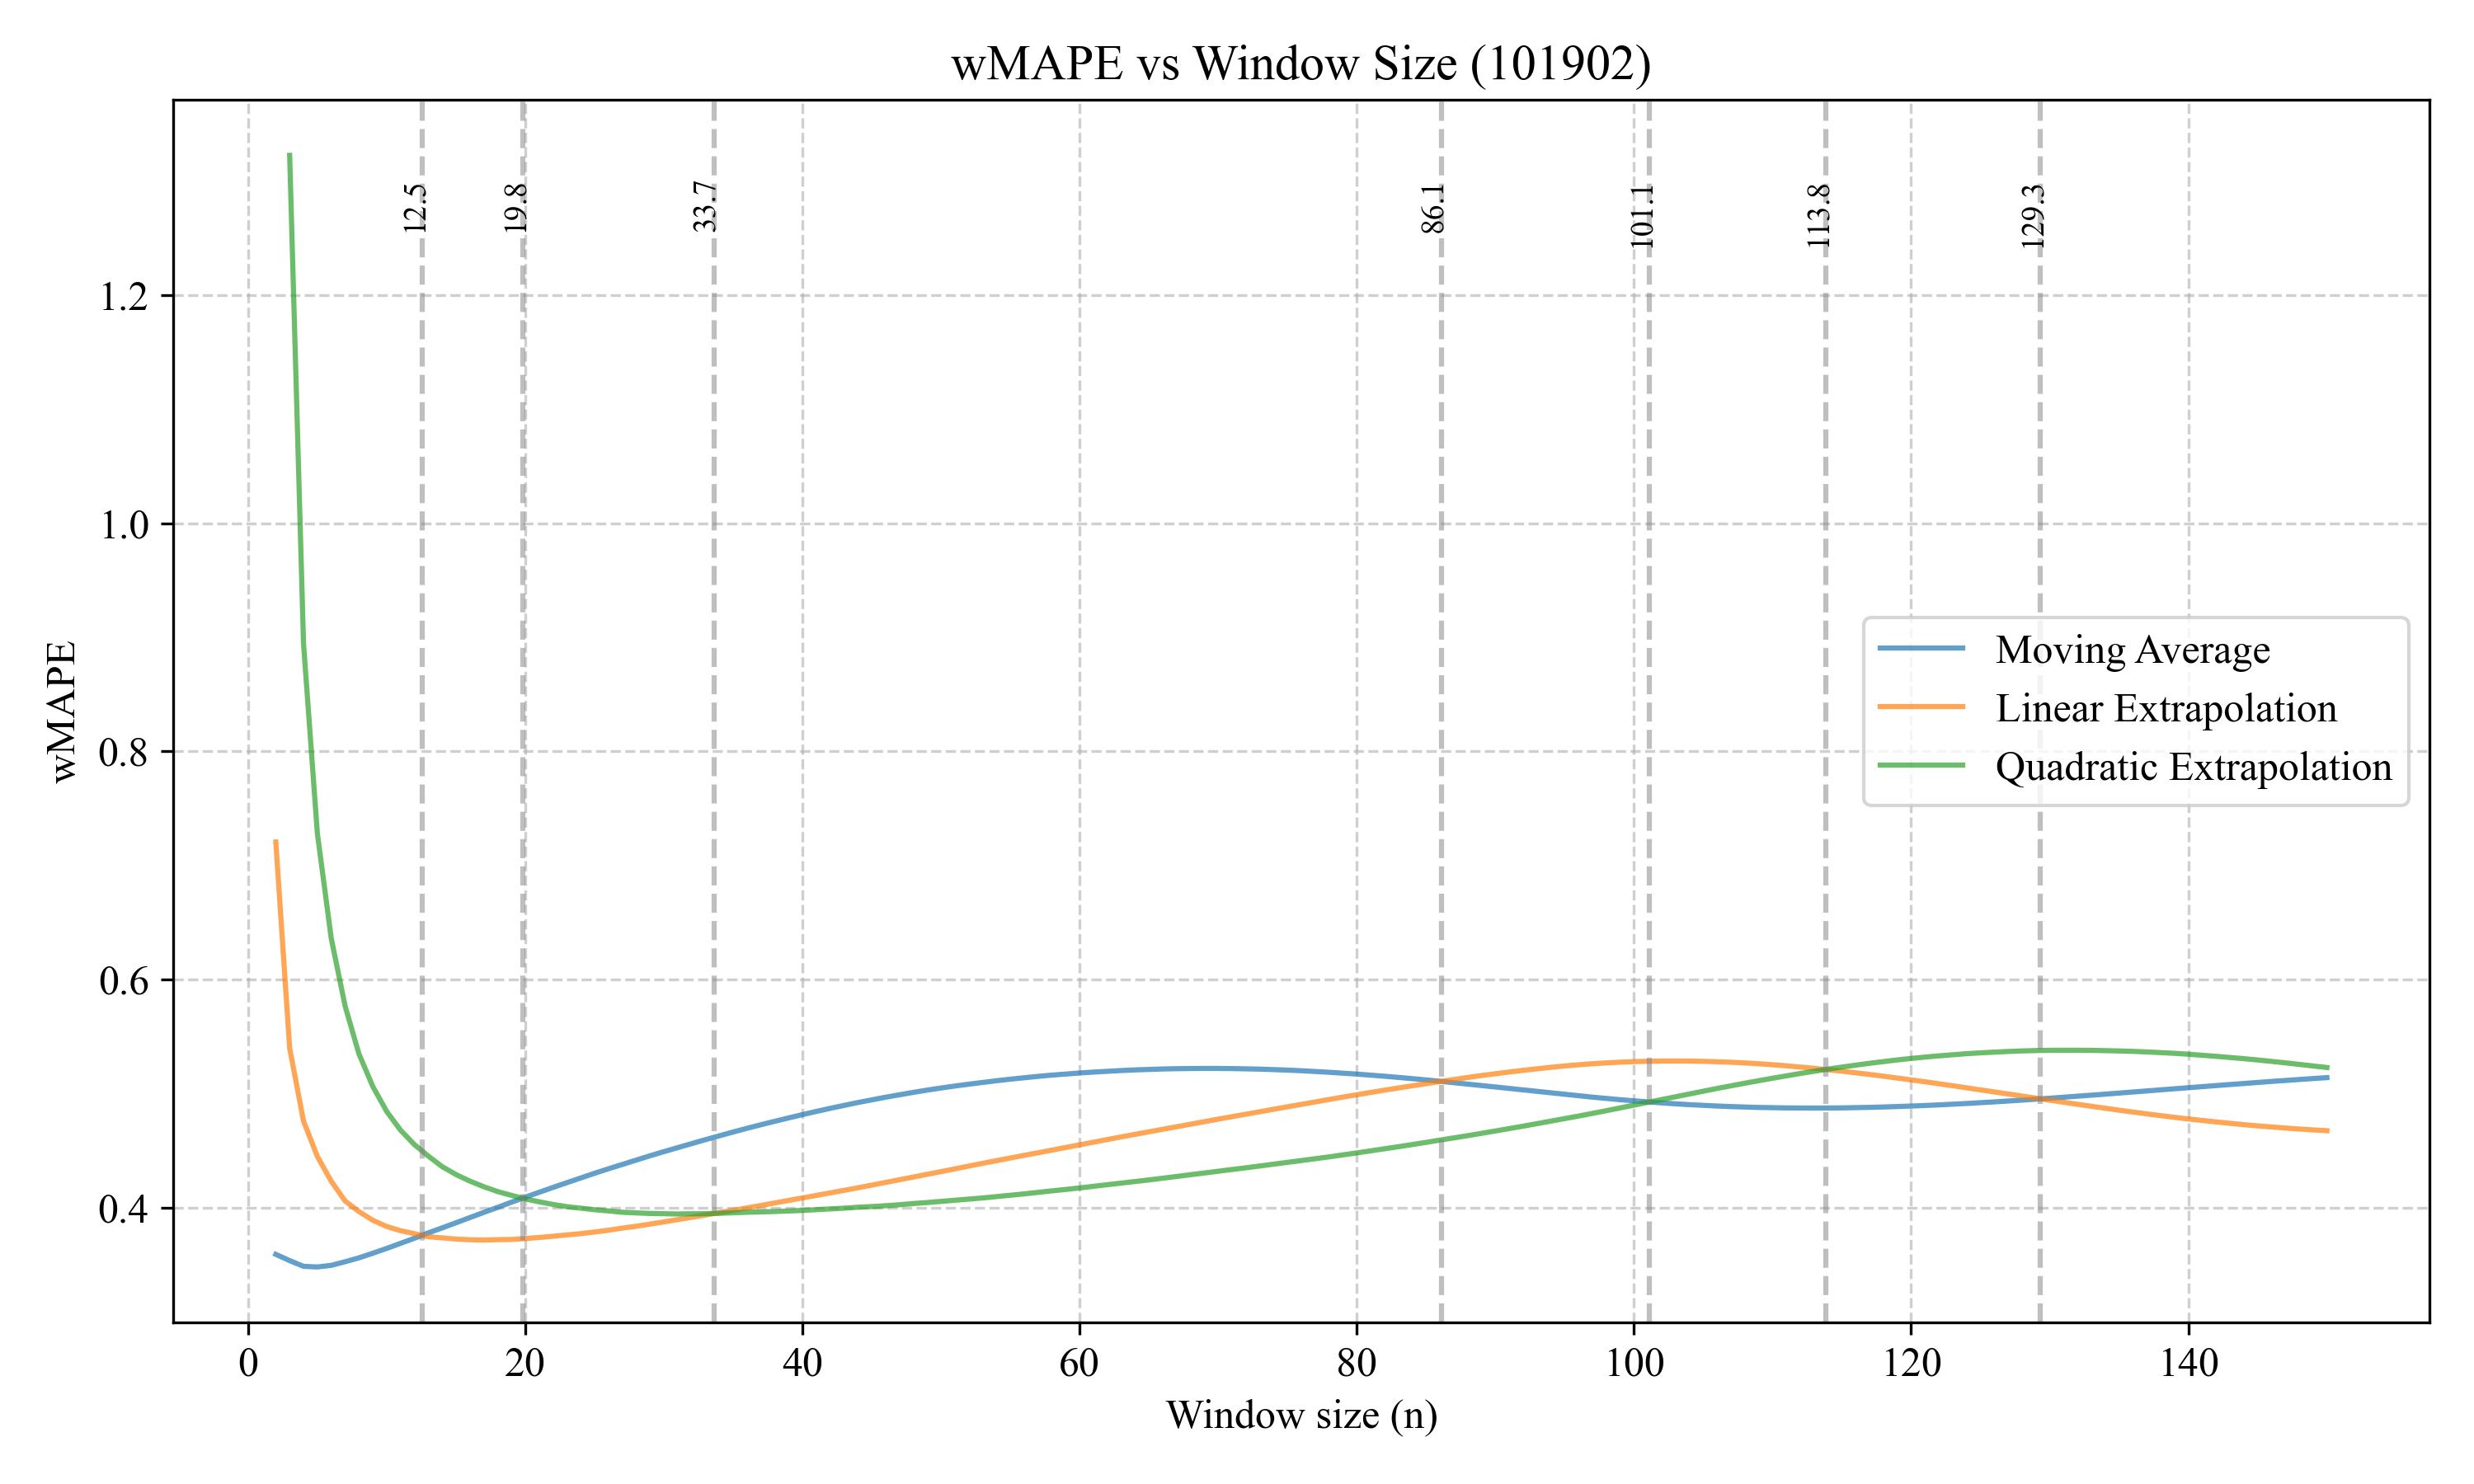 wMAPE vs Window Size (101902)
12.5
19.8
33.7
86.1
101.1
113.8
129.3
1.2
1.0
0.8
0.6
0.4
wMAPE
Moving Average
Linear Extrapolation
Quadratic Extrapolation
0 20 40 60 80 100 120 140
Window size (n)